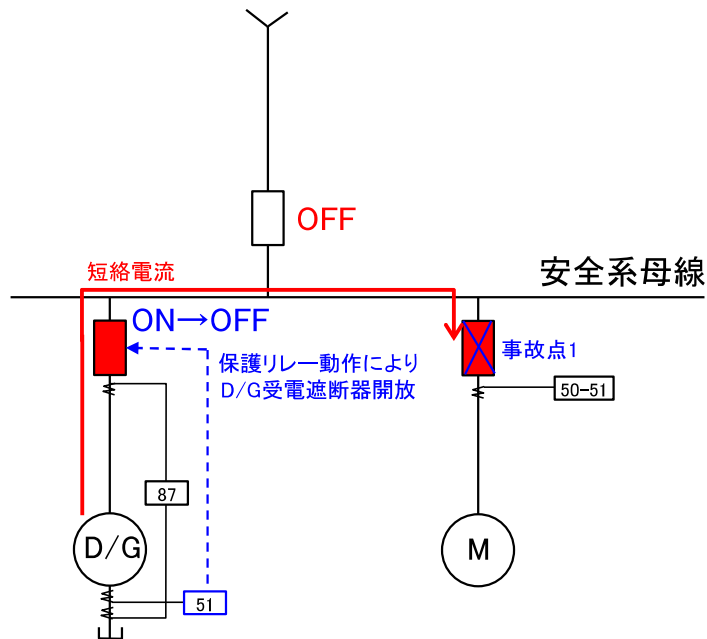 OFF
短絡電流
安全系母線
ON→OFF
保護リレー動作により
D/G受電遮断器開放
事故点1
50-51
87
D/G
M
51